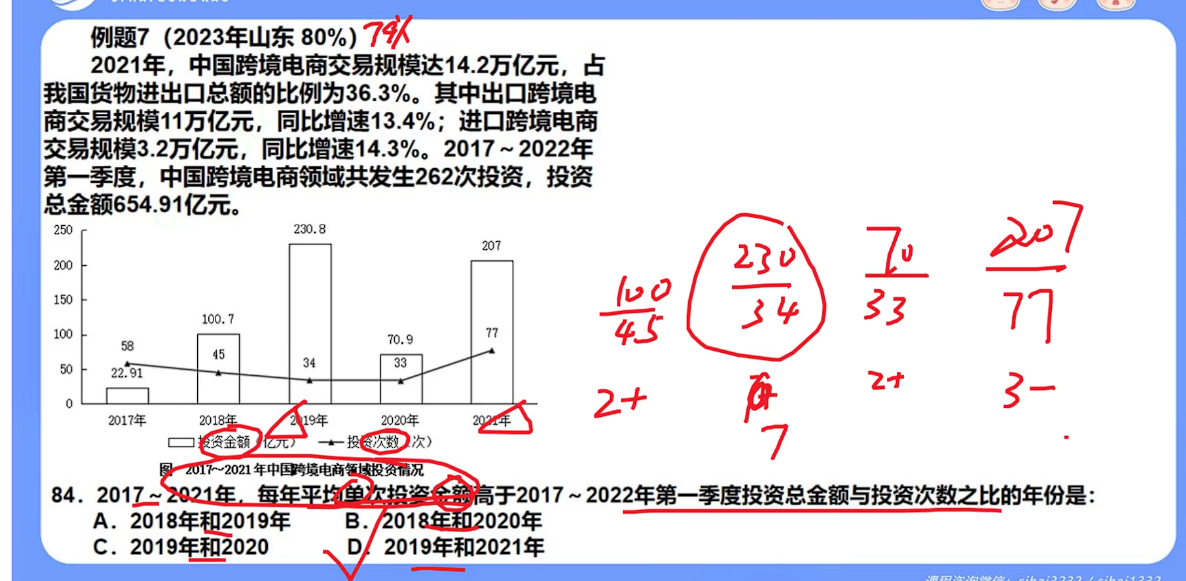 例题7（2023年山东 80%）74%
2021年，中国跨境电商交易规模达14.2万亿元，占
我国货物进出口总额的比例为36.3%。其中出口跨境电
商交易规模11万亿元，同比增速13.4%；进口跨境电商
交易规模3.2万亿元，同比增速14.3%。2017～2022年
第一季度，中国跨境电商领域共发生262次投资，投资
总金额654.91亿元。
250
200
150
100
50
0
22.91
100.7
230.8
70.9
207
58
45
34
33
77
2017年 2018年 2019年 2020年 2021年
投资金额（亿元） 投资次数（次）
图 2017～2021年中国跨境电商领域投资情况
100
45
2+
230
34
7
70
33
2+
207
77
3-
84．2017～2021年，每年平均单次投资金额高于2017～2022年第一季度投资总金额与投资次数之比的年份是：
A．2018年和2019年 B．2018年和2020年
C．2019年和2020 D．2019年和2021年